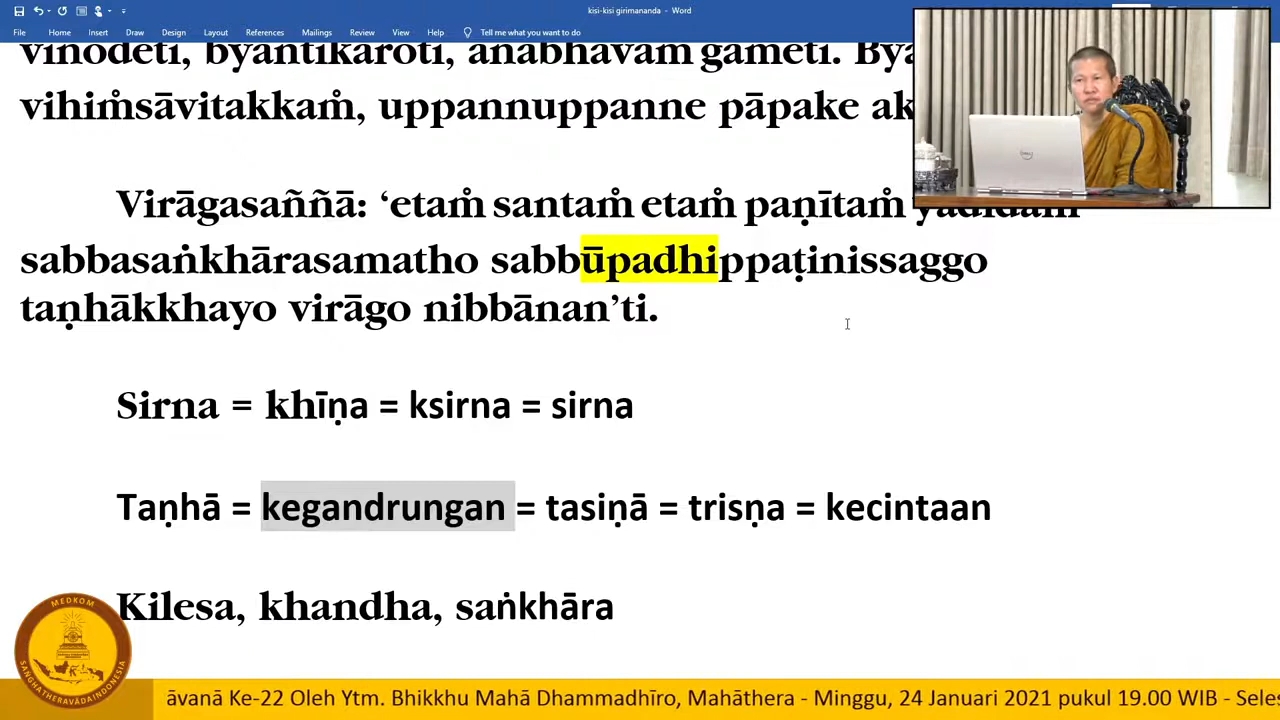 kisi-kisi girimananda - Word
File Home Insert Draw Design Layout References Mailings Review View Help Tell me what you want to do
vinodeti, byantīkaroti, anabhāvaṁ gameti.
vihiṁsāvitakkaṁ, uppannuppanne pāpake
Virāgasaññā: ‘etaṁ santaṁ etaṁ paṇītaṁ yadidaṁ
sabbasaṅkhārasamatho sabbūpadhippaṭinissaggo
taṇhākkhayo virāgo nibbānan’ti.
Sirna = khīṇa = ksirna = sirna
Taṇhā = kegandrungan = tasiṇā = trisṇa = kecintaan
Kilesa, khandha, saṅkhāra
MEDKOM
SANGHATHERAVĀDAINDONESIA
āvanā Ke-22 Oleh Ytm. Bhikkhu Mahā Dhammadhīro, Mahāthera - Minggu, 24 Januari 2021 pukul 19.00 WIB -